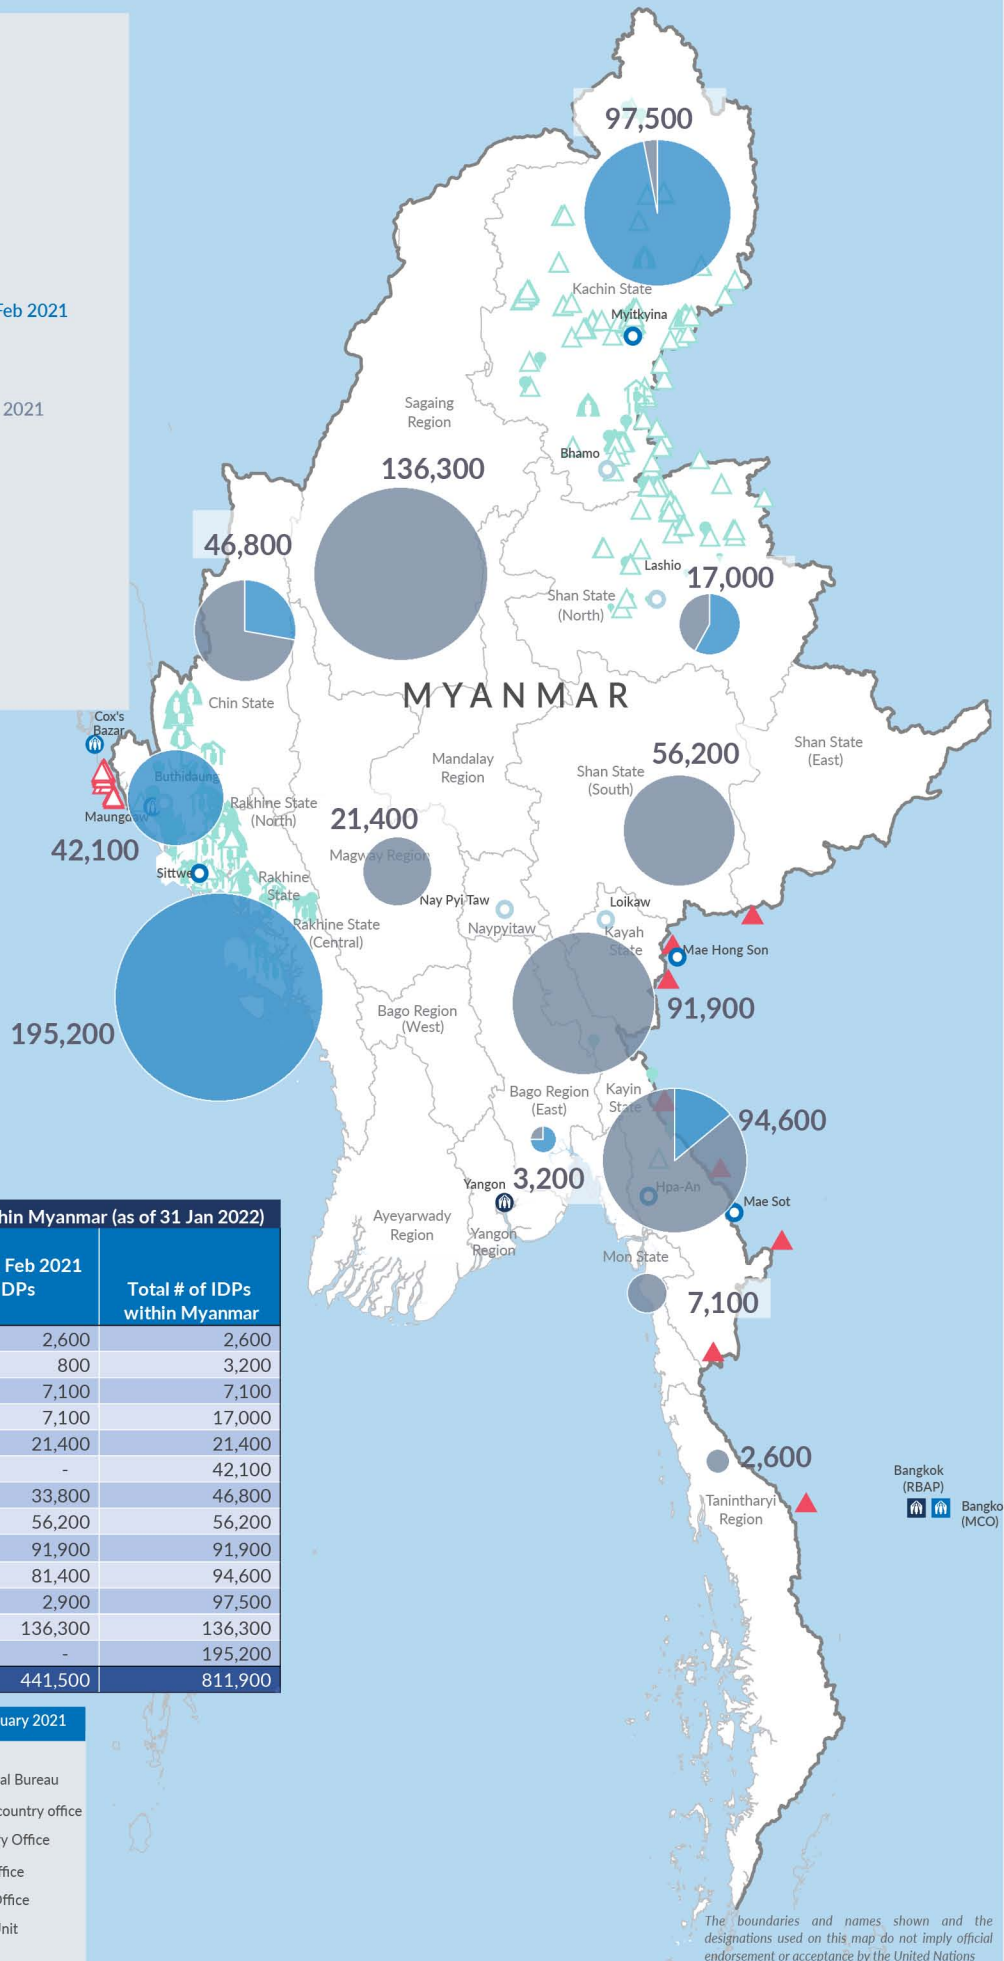 97,500
Feb 2021
Kachin State
Myitkyina
2021
Sagaing
Region
Bhamo
136,300
46,800
Lashio
17,000
Shan State
(North)
MYANMAR
Chin State
Cox's
Bazar
Shan State
(East)
56,200
Mandalay
Region
Shan State
(South)
Buthidaung
Rakhine State
(North)
Maungdaw
21,400
42,100
Magway Region
Sittwe
Rakhine
State
Nay Pyi Taw
Loikaw
Rakhine State
(Central)
Naypyitaw
Kayah
State
Mae Hong Son
91,900
Bago Region
(West)
195,200
Bago Region
(East)
Kayin
State
94,600
Yangon
3,200
Hpa-An
Mae Sot
Ayeyarwady
Region
Yangon
Region
Mon State
7,100
hin Myanmar (as of 31 Jan 2022)
Feb 2021
DPs
Total # of IDPs
within Myanmar
2,600 2,600
800 3,200
7,100 7,100
7,100 17,000
21,400 21,400
- 42,100
33,800 46,800
56,200 56,200
91,900 91,900
81,400 94,600
2,900 97,500
136,300 136,300
- 195,200
441,500 811,900
2,600
Tanintharyi
Region
Bangkok
(RBAP)
Bangko
(MCO)
uary 2021
al Bureau
country office
ry Office
ffice
Office
Unit
The boundaries and names shown and the
designations used on this map do not imply official
endorsement or acceptance by the United Nations